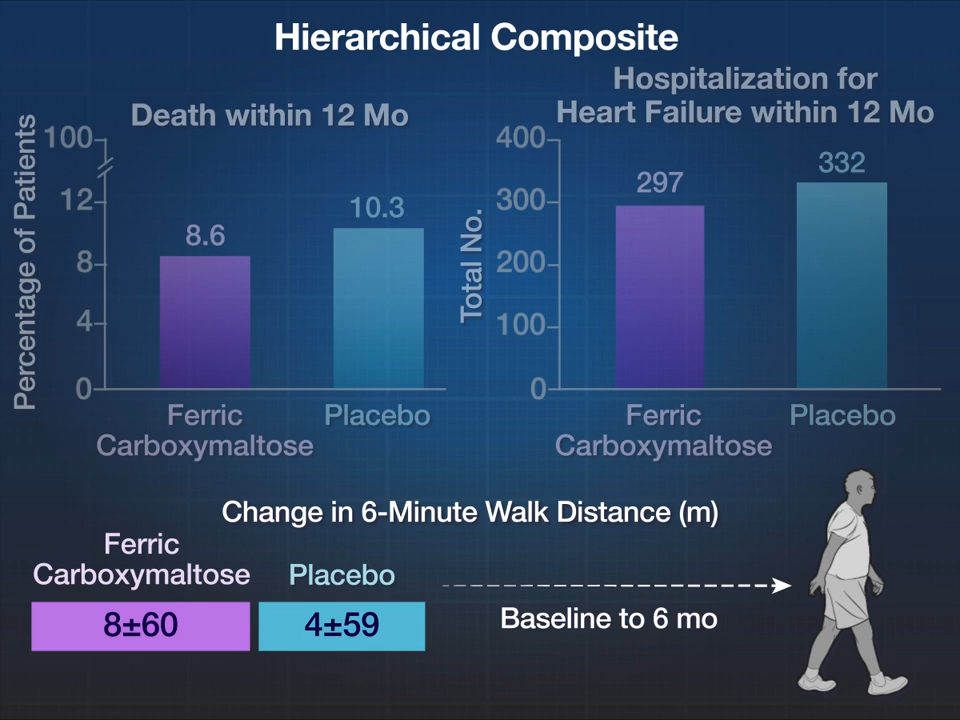 Hierarchical Composite
Death within 12 Mo
Percentage of Patients
100
12
8
4
0
8.6
10.3
Ferric
Carboxymaltose
Placebo
Hospitalization for
Heart Failure within 12 Mo
Total No.
400
300
200
100
0
297
332
Ferric
Carboxymaltose
Placebo
Change in 6-Minute Walk Distance (m)
Ferric
Carboxymaltose
Placebo
8±60
4±59
Baseline to 6 mo